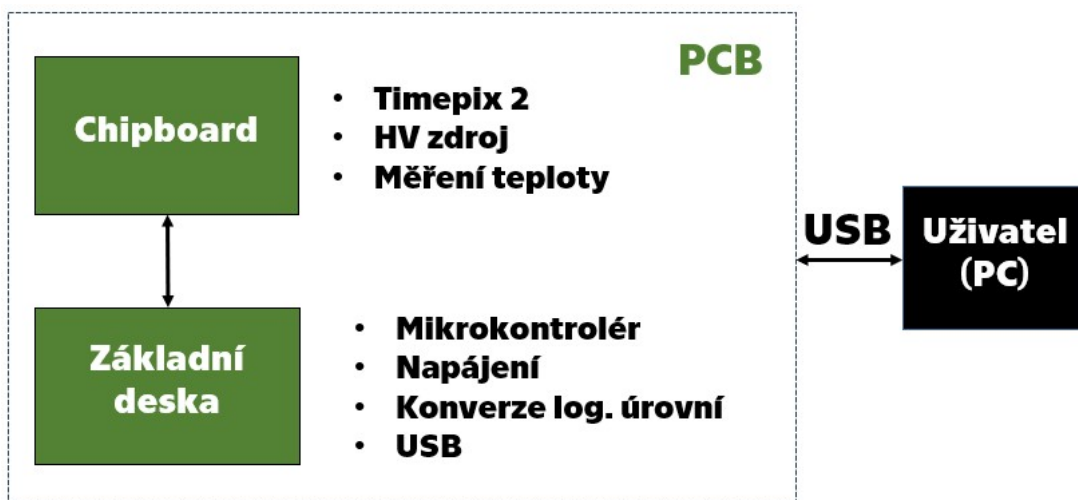 PCB
Chipboard
• Timepix 2
• HV zdroj
• Měření teploty
USB
Uživatel
(PC)
Základní
deska
• Mikrokontrolér
• Napájení
• Konverze log. úrovní
• USB